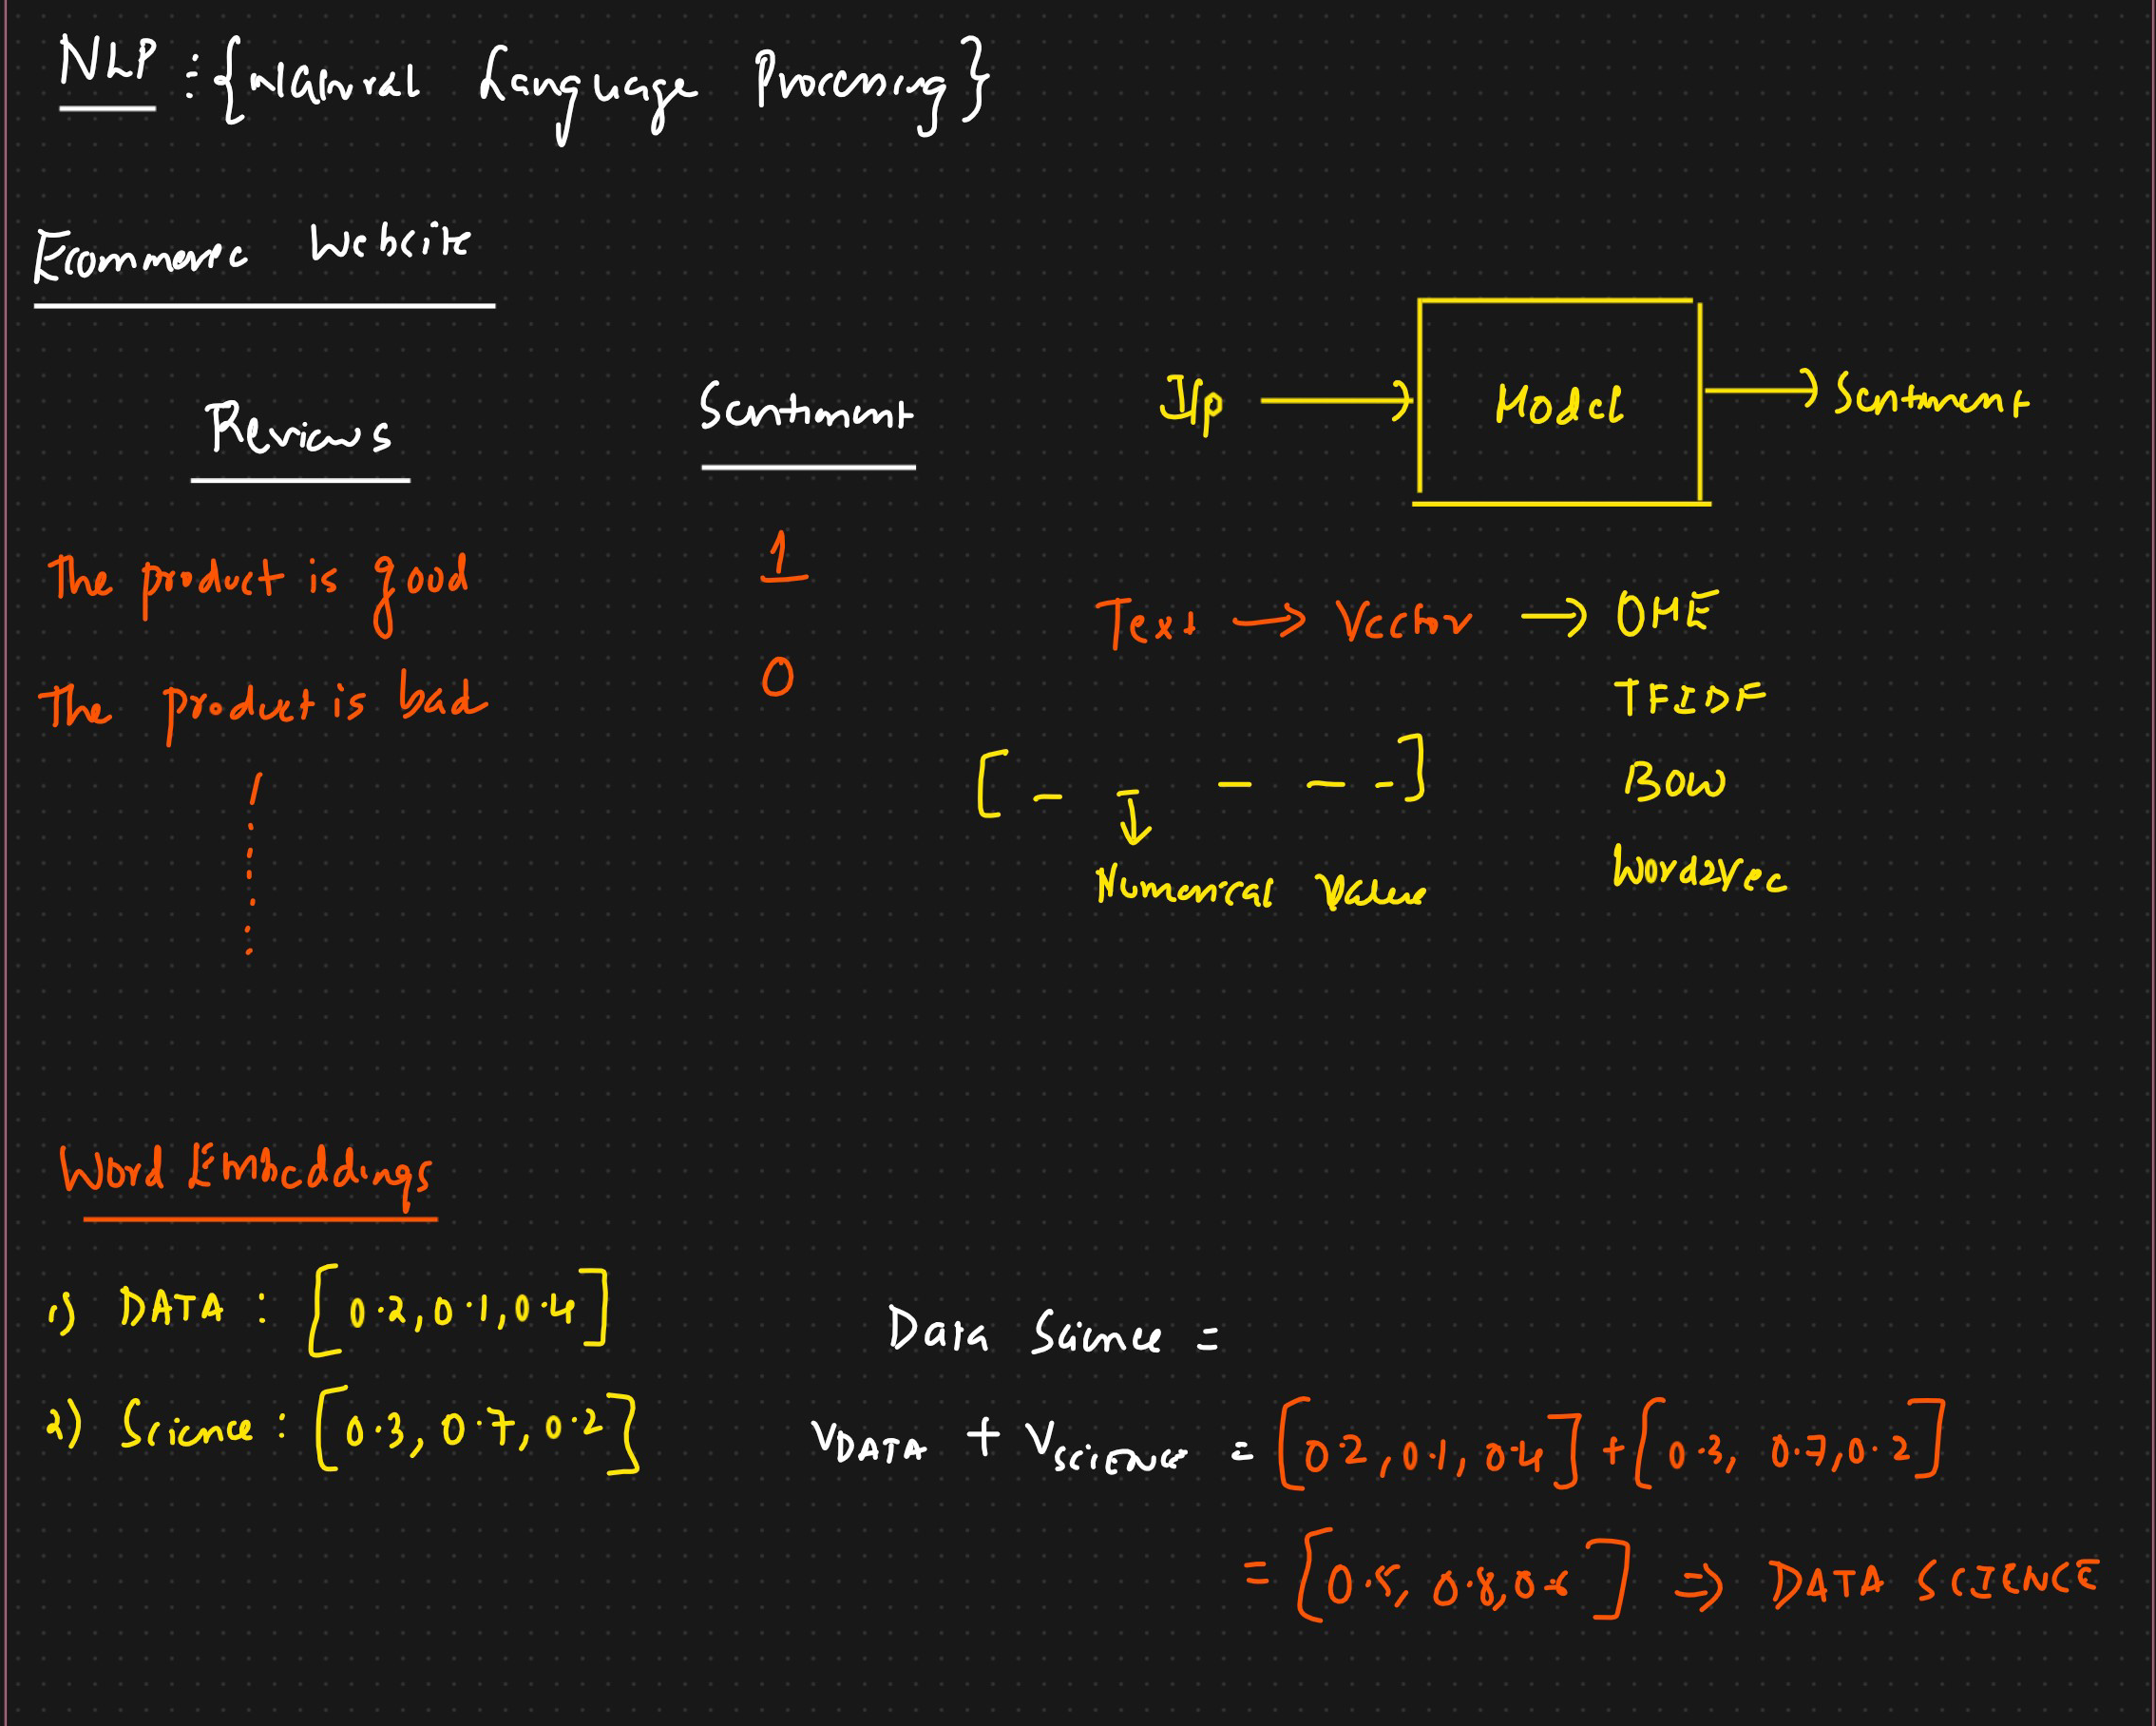 NLP : {Natural Language Processing}
Ecommerce Website
Reviews
Sentiment
I/p → Model → Sentiment
The product is good
1
The product is bad
0
Text → Vector → OHE
TFIDF
BOW
Word2Vec
[ _ _ _ _ _ ]
↓
Numerical Value
Word Embeddings
1) DATA : [0.2, 0.1, 0.4]
2) Science : [0.3, 0.7, 0.2]
Data Science =
V DATA + V SCIENCE = [0.2, 0.1, 0.4] + [0.3, 0.7, 0.2]
= [0.5, 0.8, 0.6] ⇒ DATA SCIENCE